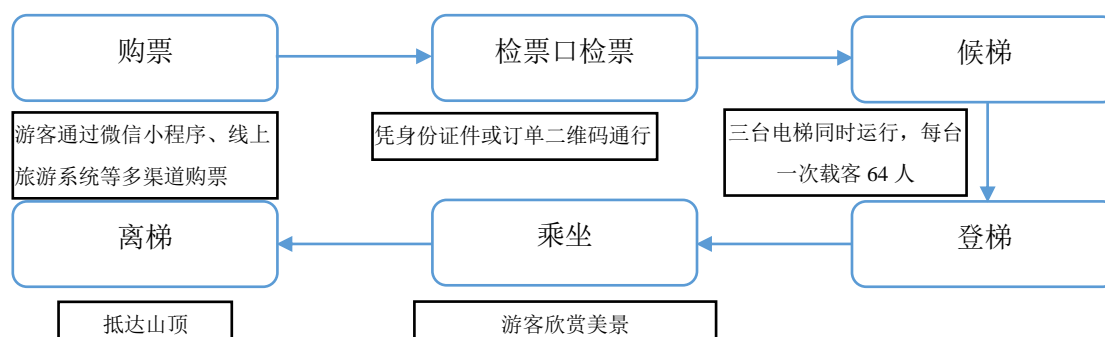 购票
检票口检票
候梯
游客通过微信小程序、线上
旅游系统等多渠道购票
凭身份证件或订单二维码通行
三台电梯同时运行，每台
一次载客 64 人
离梯
乘坐
登梯
抵达山顶
游客欣赏美景